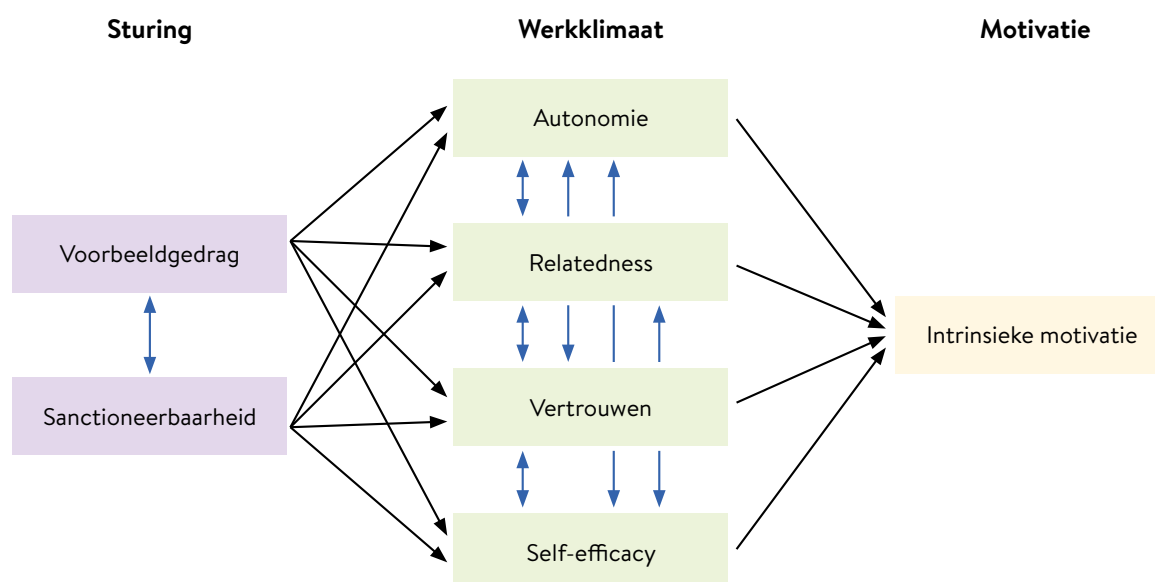 Sturing
Werkklimaat
Motivatie
Autonomie
Voorbeeldgedrag
Relatedness
Intrinsieke motivatie
Sanctioneerbaarheid
Vertrouwen
Self-efficacy